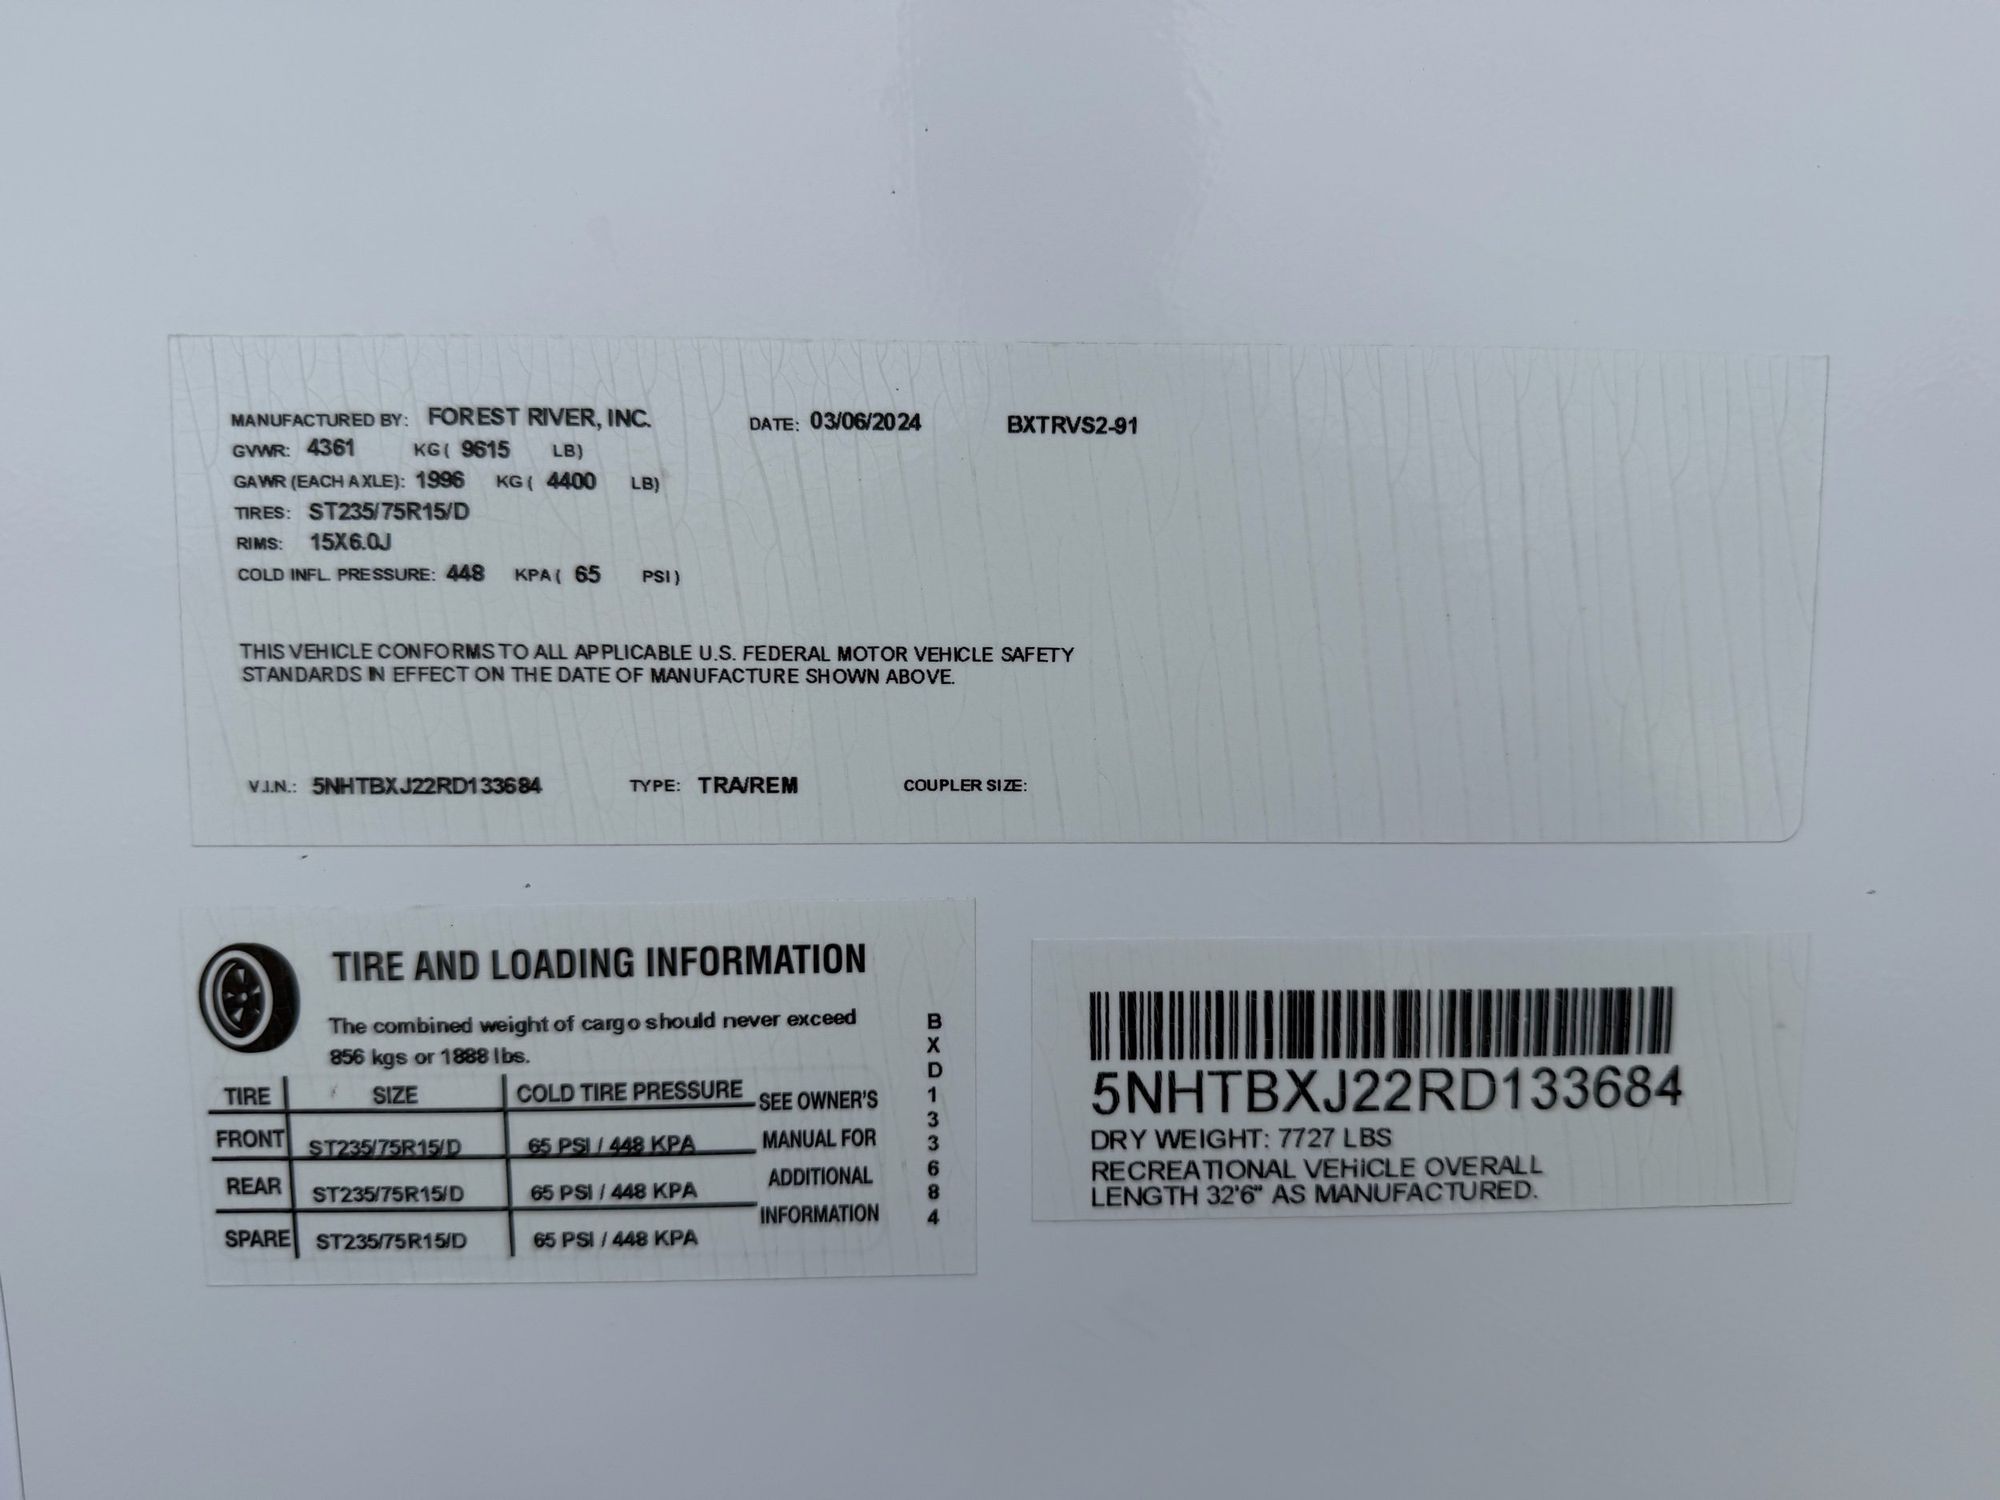 MANUFACTURED BY: FOREST RIVER, INC. DATE: 03/06/2024 BXTRVS2-91
GVWR: 4361 KG( 9615 LB)
GAWR (EACH AXLE): 1996 KG( 4400 LB)
TIRES: ST235/75R15/D
RIMS: 15X6.0J
COLD INFL. PRESSURE: 448 KPA( 65 PSI)
THIS VEHICLE CONFORMS TO ALL APPLICABLE U.S. FEDERAL MOTOR VEHICLE SAFETY
STANDARDS IN EFFECT ON THE DATE OF MANUFACTURE SHOWN ABOVE.
V.I.N.: 5NHTBXJ22RD133684 TYPE: TRA/REM COUPLER SIZE:
TIRE AND LOADING INFORMATION
The combined weight of cargo should never exceed
856 kgs or 1888 lbs.
TIRE SIZE COLD TIRE PRESSURE
FRONT ST235/75R15/D 65 PSI / 448 KPA
REAR ST235/75R15/D 65 PSI / 448 KPA
SPARE ST235/75R15/D 65 PSI / 448 KPA
SEE OWNER'S
MANUAL FOR
ADDITIONAL
INFORMATION
B
X
D
1
3
3
6
8
4
5NHTBXJ22RD133684
DRY WEIGHT: 7727 LBS
RECREATIONAL VEHICLE OVERALL
LENGTH 32'6" AS MANUFACTURED.